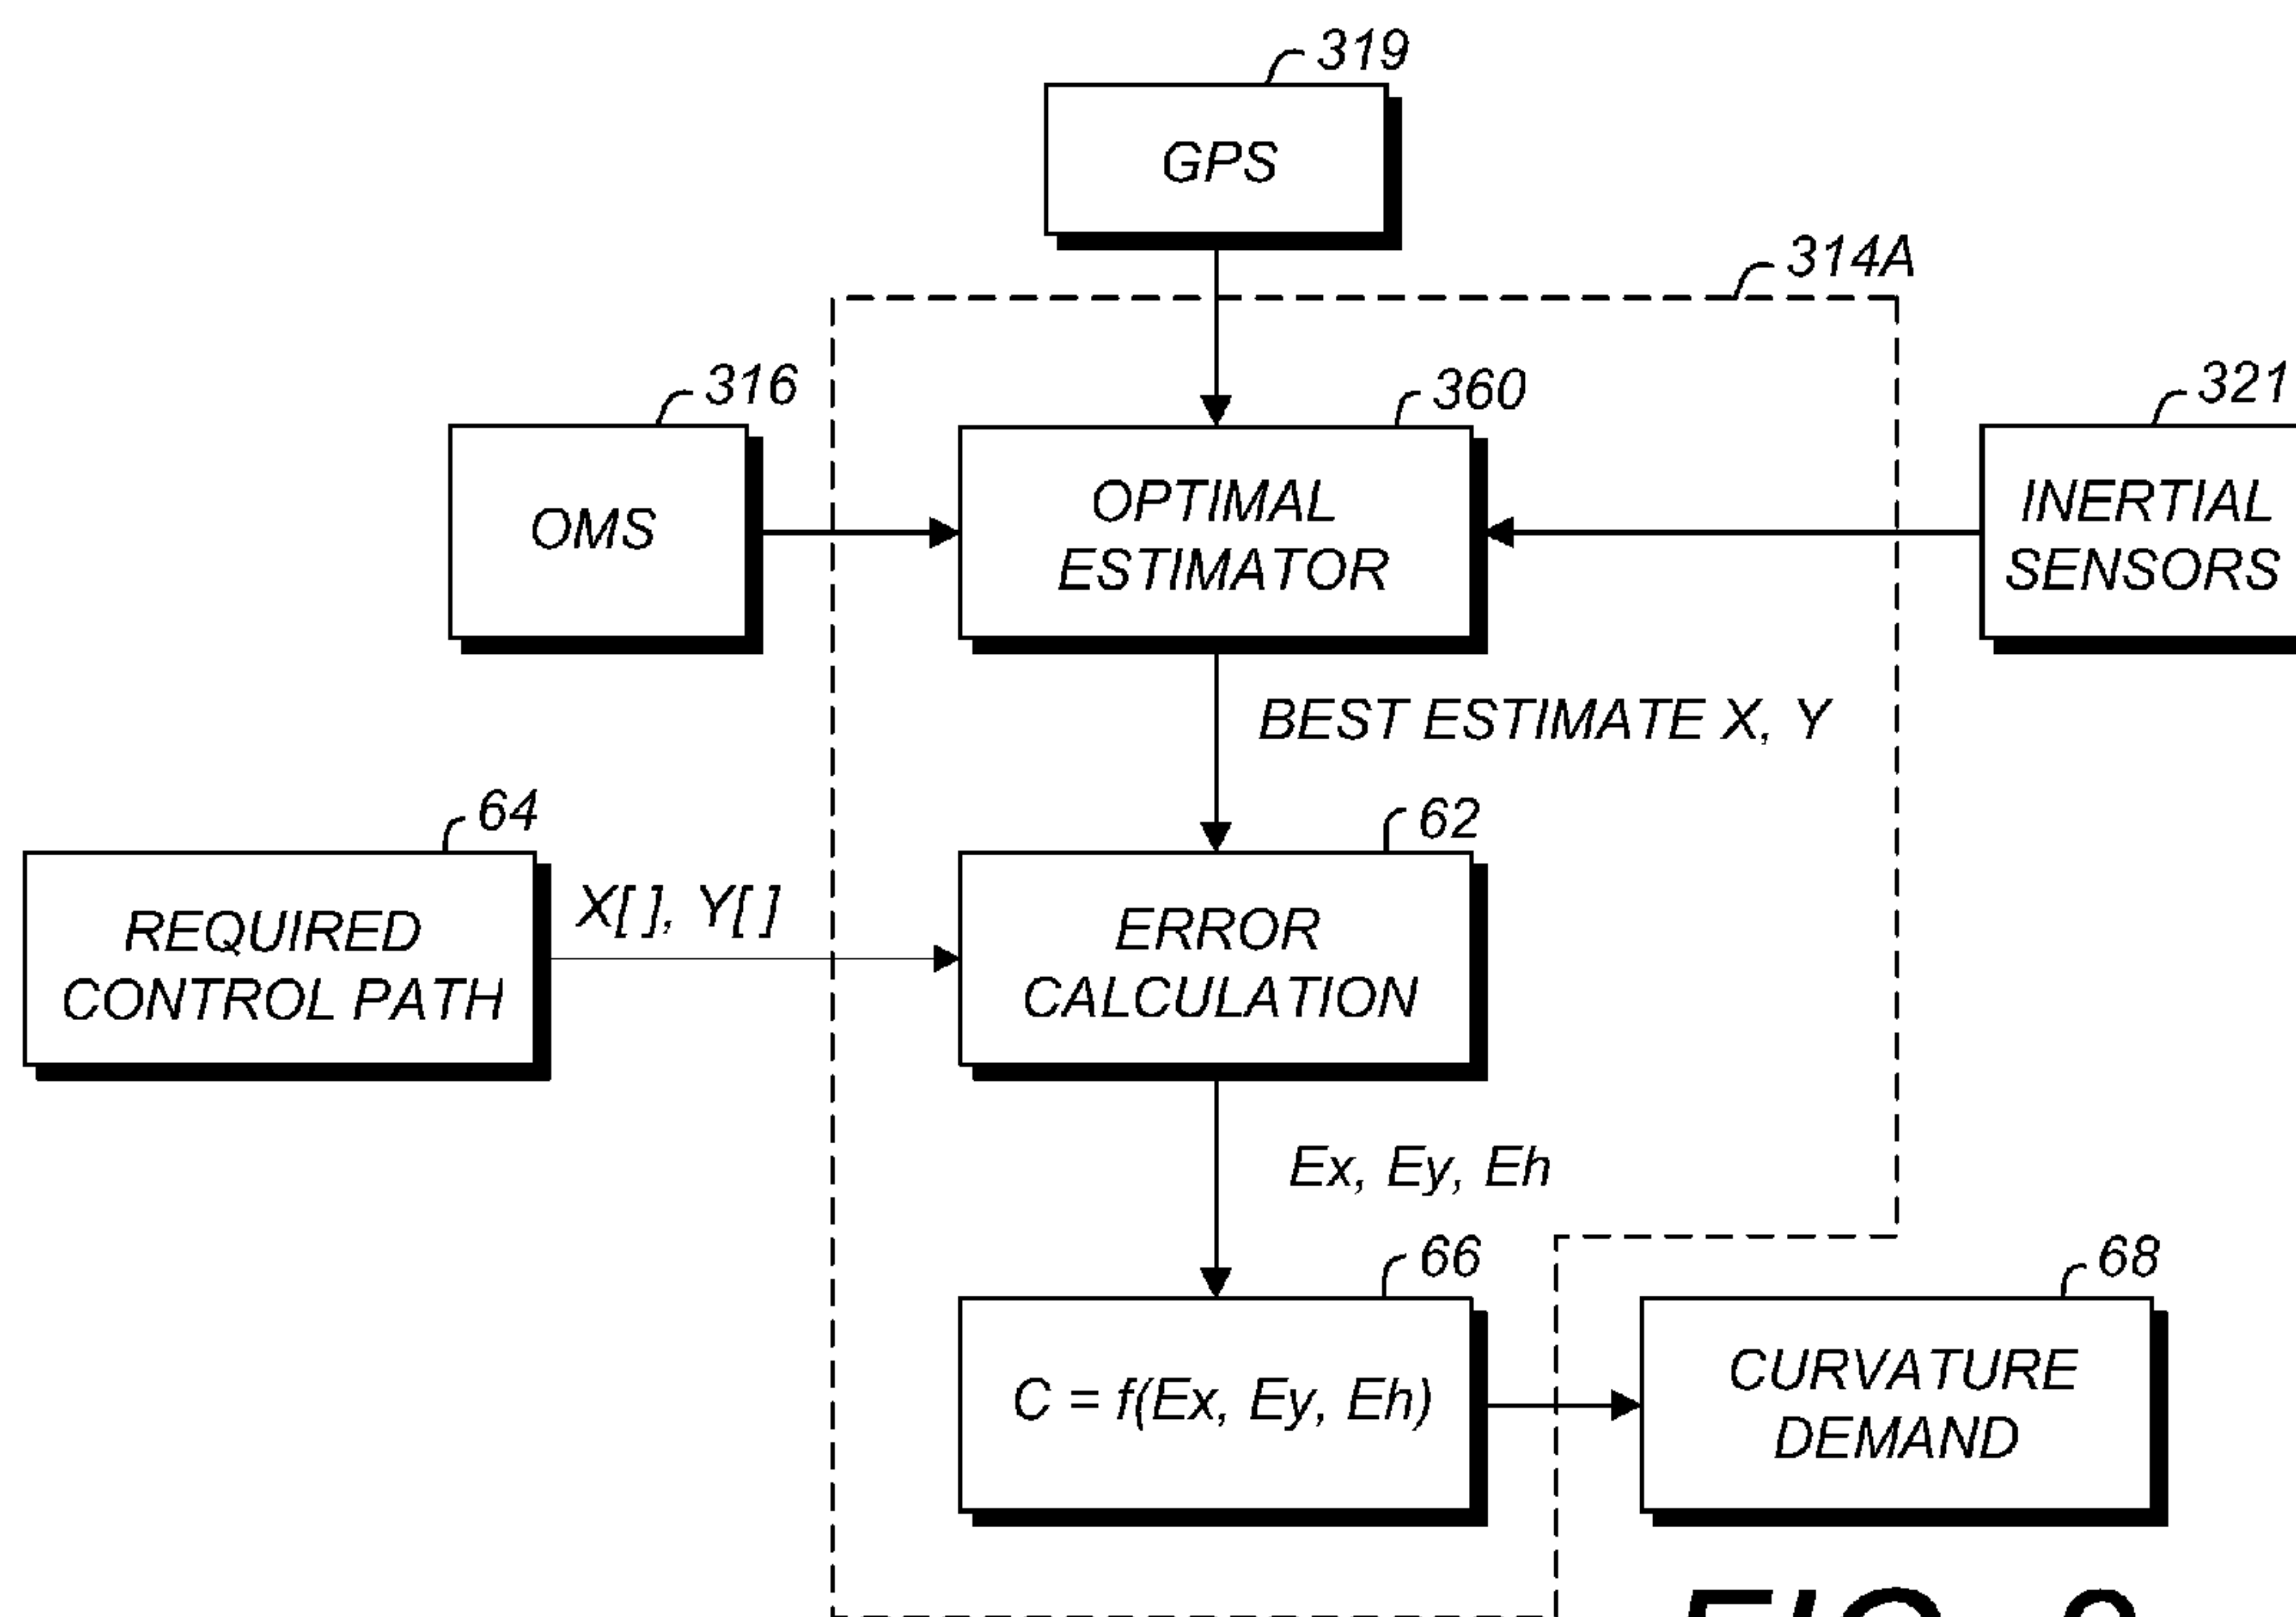 319
GPS
314A
316
OMS
360
OPTIMAL
ESTIMATOR
321
INERTIAL
SENSORS
BEST ESTIMATE X, Y
64
REQUIRED
CONTROL PATH
X[ ], Y[ ]
62
ERROR
CALCULATION
Ex, Ey, Eh
66
C = f(Ex, Ey, Eh)
68
CURVATURE
DEMAND